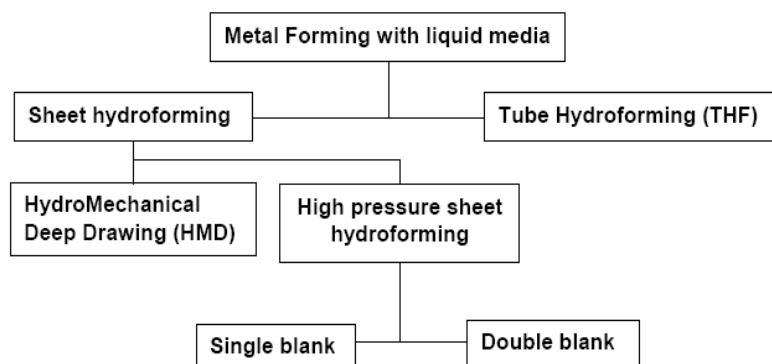 Metal Forming with liquid media
Sheet hydroforming
Tube Hydroforming (THF)
HydroMechanical
Deep Drawing (HMD)
High pressure sheet
hydroforming
Single blank
Double blank